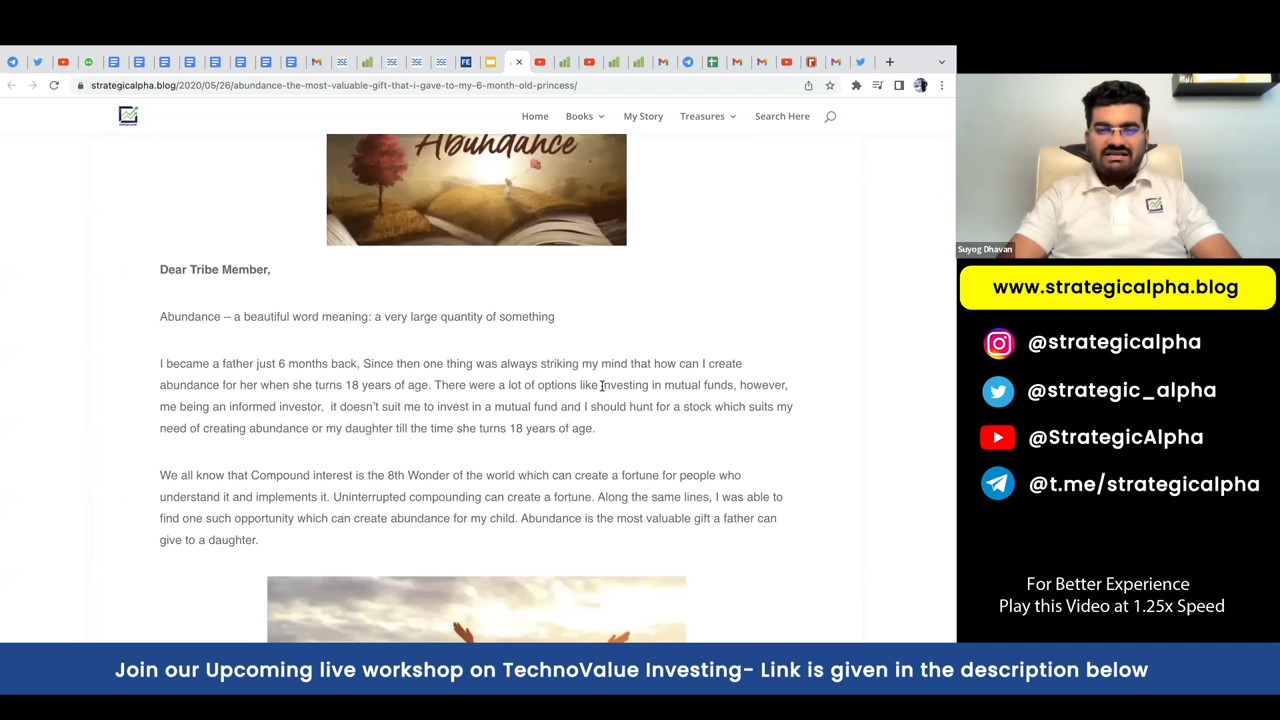 strategicalpha.blog/2020/05/26/abundance-the-most-valuable-gift-that-i-gave-to-my-6-month-old-princess/
Home Books My Story Treasures Search Here
Abundance
Dear Tribe Member,
Abundance – a beautiful word meaning: a very large quantity of something
I became a father just 6 months back, Since then one thing was always striking my mind that how can I create
abundance for her when she turns 18 years of age. There were a lot of options like investing in mutual funds, however,
me being an informed investor, it doesn't suit me to invest in a mutual fund and I should hunt for a stock which suits my
need of creating abundance or my daughter till the time she turns 18 years of age.
We all know that Compound interest is the 8th Wonder of the world which can create a fortune for people who
understand it and implements it. Uninterrupted compounding can create a fortune. Along the same lines, I was able to
find one such opportunity which can create abundance for my child. Abundance is the most valuable gift a father can
give to a daughter.
Suyog Dhavan
www.strategicalpha.blog
@strategicalpha
@strategic_alpha
@StrategicAlpha
@t.me/strategicalpha
For Better Experience
Play this Video at 1.25x Speed
Join our Upcoming live workshop on TechnoValue Investing- Link is given in the description below